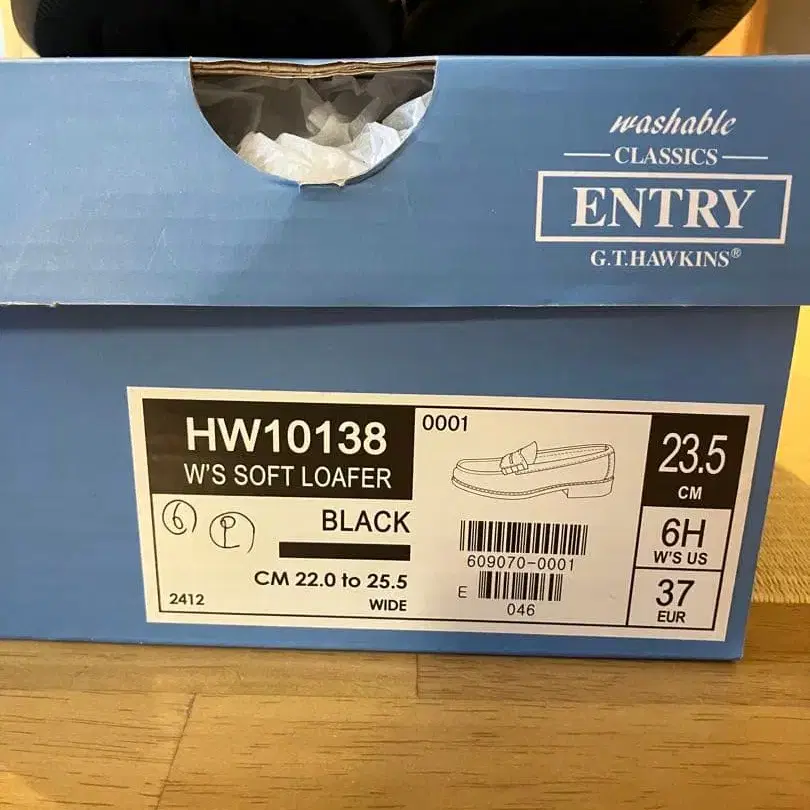 washable
CLASSICS
ENTRY
G.T.HAWKINS®
HW10138
W'S SOFT LOAFER
0001
23.5
CM
6
P
BLACK
6H
W'S US
609070-0001
CM 22.0 to 25.5
E
37
EUR
2412
WIDE
046